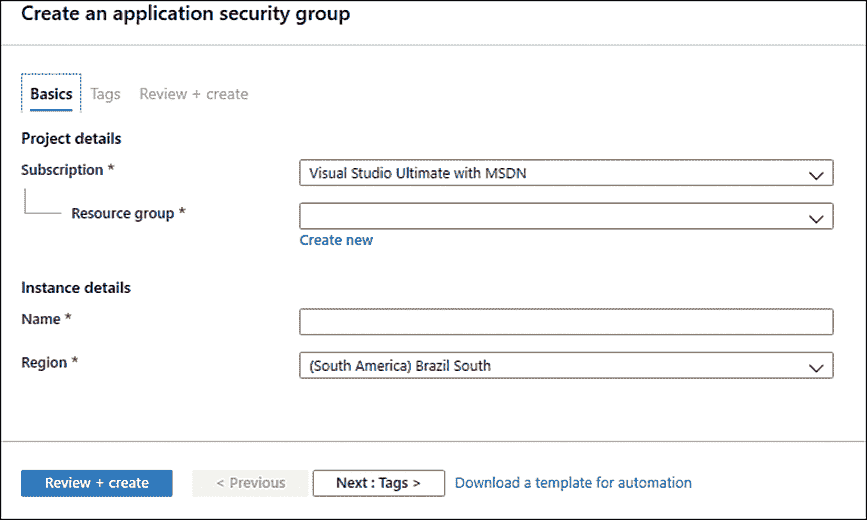 Create an application security group
Basics Tags Review + create
Project details
Subscription * Visual Studio Ultimate with MSDN
Resource group *
Create new
Instance details
Name *
Region * (South America) Brazil South
Review + create < Previous Next : Tags > Download a template for automation